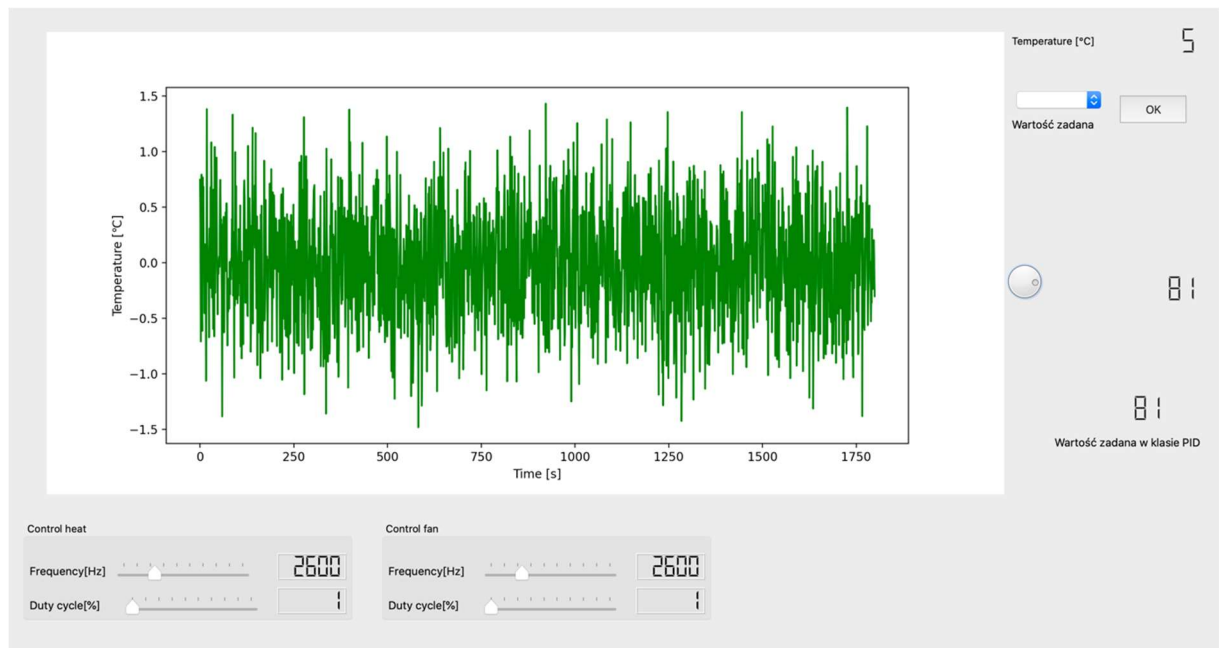 Temperature [°C]
5
OK
Wartość zadana
1.5
1.0
0.5
0.0
−0.5
−1.0
−1.5
Temperature [°C]
0 250 500 750 1000 1250 1500 1750
Time [s]
81
81
Wartość zadana w klasie PID
Control heat
Frequency[Hz] 2600
Duty cycle[%] 1
Control fan
Frequency[Hz] 2600
Duty cycle[%] 1